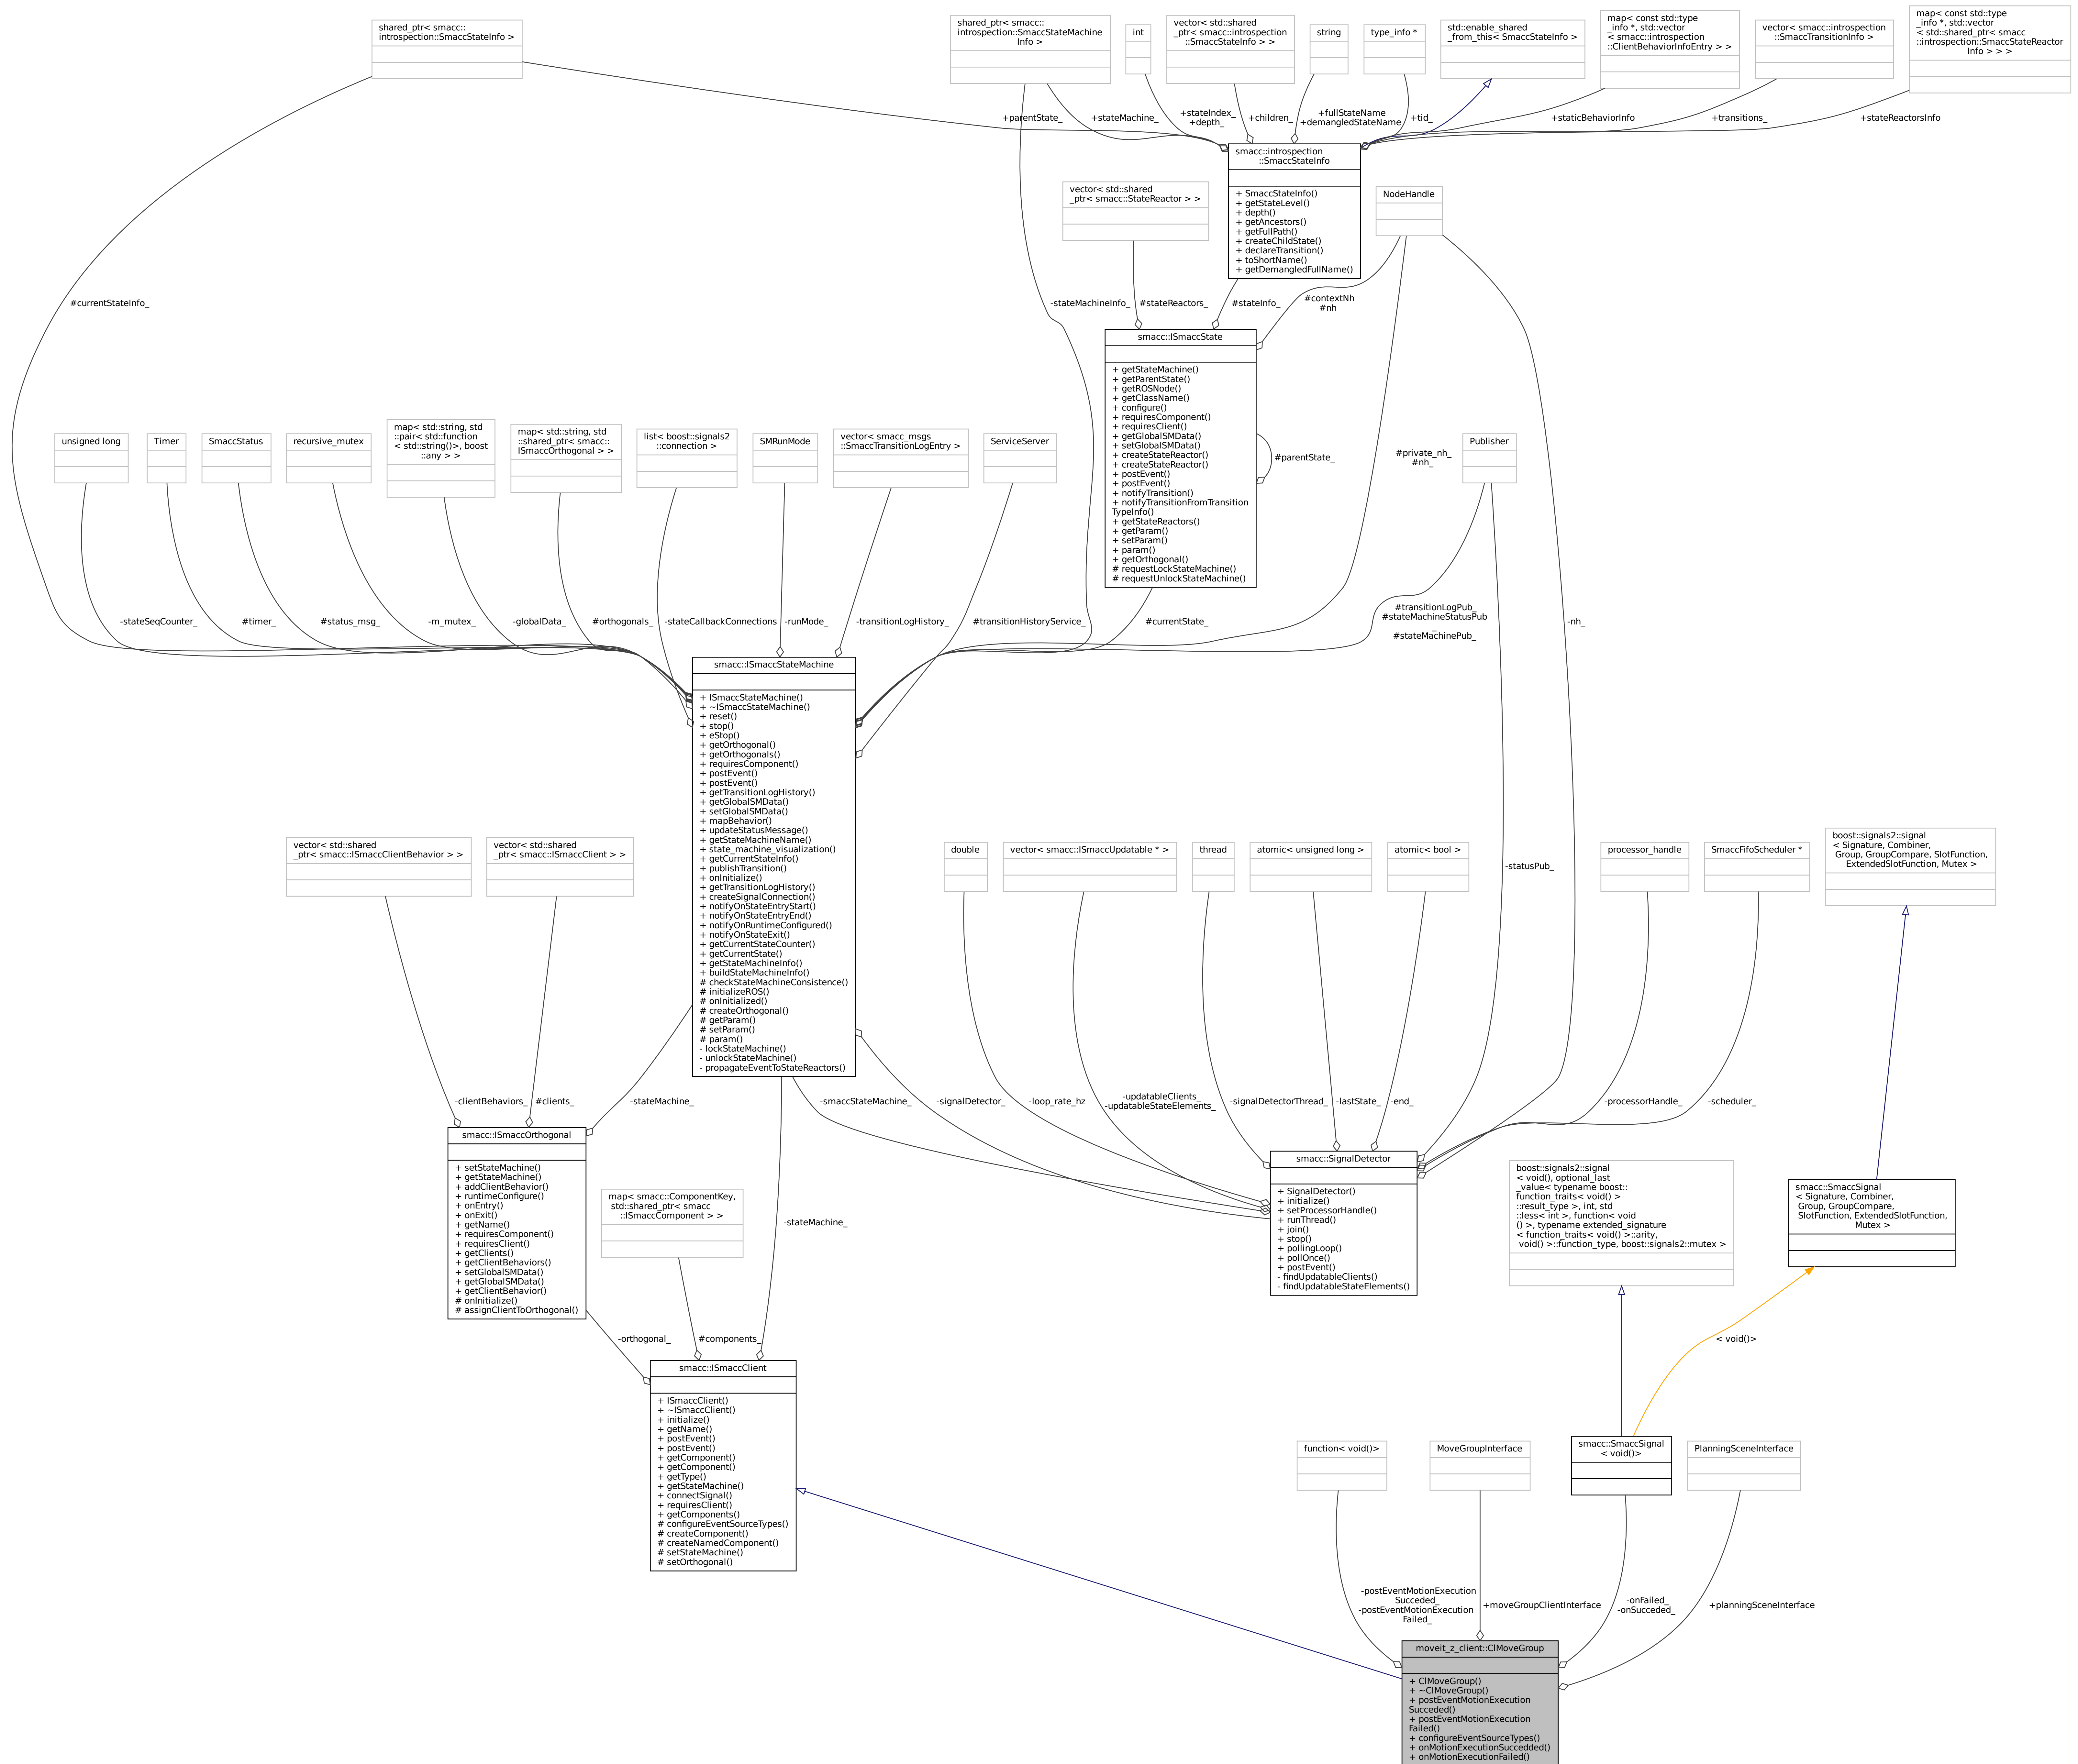 shared_ptr< smacc::
introspection::SmaccStateInfo >
shared_ptr< smacc::
introspection::SmaccStateMachine
Info >
int
vector< std::shared
_ptr< smacc::introspection
::SmaccStateInfo > >
string
type_info *
std::enable_shared
_from_this< SmaccStateInfo >
map< const std::type
_info *, std::vector
< smacc::introspection
::ClientBehaviorInfoEntry > >
vector< smacc::introspection
::SmaccTransitionInfo >
map< const std::type
_info *, std::vector
< std::shared_ptr< smacc
::introspection::SmaccStateReactor
Info > > >
+parentState_
+stateMachine_
+stateIndex_
+depth_
+children_
+fullStateName
+demangledStateName
+tid_
+staticBehaviorInfo
+transitions_
+stateReactorsInfo
smacc::introspection
::SmaccStateInfo
+ SmaccStateInfo()
+ getStateLevel()
+ depth()
+ getAncestors()
+ getFullPath()
+ createChildState()
+ declareTransition()
+ toShortName()
+ getDemangledFullName()
vector< std::shared
_ptr< smacc::StateReactor > >
NodeHandle
#currentStateInfo_
-stateMachineInfo_
#stateReactors_
#stateInfo_
#contextNh
#nh
smacc::ISmaccState
+ getStateMachine()
+ getParentState()
+ getROSNode()
+ getClassName()
+ configure()
+ requiresComponent()
+ requiresClient()
+ getGlobalSMData()
+ setGlobalSMData()
+ createStateReactor()
+ createStateReactor()
+ postEvent()
+ postEvent()
+ notifyTransition()
+ notifyTransitionFromTransition
TypeInfo()
+ getStateReactors()
+ getParam()
+ setParam()
+ param()
+ getOrthogonal()
# requestLockStateMachine()
# requestUnlockStateMachine()
#parentState_
#private_nh_
#nh_
unsigned long
Timer
SmaccStatus
recursive_mutex
map< std::string, std
::pair< std::function
< std::string()>, boost
::any > >
map< std::string, std
::shared_ptr< smacc::
ISmaccOrthogonal > >
list< boost::signals2
::connection >
SMRunMode
vector< smacc_msgs
::SmaccTransitionLogEntry >
ServiceServer
Publisher
-stateSeqCounter_
#timer_
#status_msg_
-m_mutex_
-globalData_
#orthogonals_
-stateCallbackConnections
-runMode_
-transitionLogHistory_
#transitionHistoryService_
#currentState_
#transitionLogPub_
#stateMachineStatusPub
_
#stateMachinePub_
-nh_
smacc::ISmaccStateMachine
+ ISmaccStateMachine()
+ ~ISmaccStateMachine()
+ reset()
+ stop()
+ eStop()
+ getOrthogonal()
+ getOrthogonals()
+ requiresComponent()
+ postEvent()
+ postEvent()
+ getTransitionLogHistory()
+ getGlobalSMData()
+ setGlobalSMData()
+ mapBehavior()
+ updateStatusMessage()
+ getStateMachineName()
+ state_machine_visualization()
+ getCurrentStateInfo()
+ publishTransition()
+ onInitialize()
+ getTransitionLogHistory()
+ createSignalConnection()
+ notifyOnStateEntryStart()
+ notifyOnStateEntryEnd()
+ notifyOnRuntimeConfigured()
+ notifyOnStateExit()
+ getCurrentStateCounter()
+ getCurrentState()
+ getStateMachineInfo()
+ buildStateMachineInfo()
# checkStateMachineConsistence()
# initializeROS()
# onInitialized()
# createOrthogonal()
# getParam()
# setParam()
# param()
- lockStateMachine()
- unlockStateMachine()
- propagateEventToStateReactors()
vector< std::shared
_ptr< smacc::ISmaccClientBehavior > >
vector< std::shared
_ptr< smacc::ISmaccClient > >
double
vector< smacc::ISmaccUpdatable * >
thread
atomic< unsigned long >
atomic< bool >
-statusPub_
processor_handle
SmaccFifoScheduler *
boost::signals2::signal
< Signature, Combiner,
Group, GroupCompare, SlotFunction,
ExtendedSlotFunction, Mutex >
-clientBehaviors_
#clients_
-stateMachine_
-smaccStateMachine_
-signalDetector_
-loop_rate_hz
-updatableClients_
-updatableStateElements_
-signalDetectorThread_
-lastState_
-end_
-processorHandle_
-scheduler_
smacc::ISmaccOrthogonal
+ setStateMachine()
+ getStateMachine()
+ addClientBehavior()
+ runtimeConfigure()
+ onEntry()
+ onExit()
+ getName()
+ requiresComponent()
+ requiresClient()
+ getClients()
+ getClientBehaviors()
+ setGlobalSMData()
+ getGlobalSMData()
+ getClientBehavior()
# onInitialize()
# assignClientToOrthogonal()
map< smacc::ComponentKey,
std::shared_ptr< smacc
::ISmaccComponent > >
-stateMachine_
smacc::SignalDetector
+ SignalDetector()
+ initialize()
+ setProcessorHandle()
+ runThread()
+ join()
+ stop()
+ pollingLoop()
+ pollOnce()
+ postEvent()
- findUpdatableClients()
- findUpdatableStateElements()
boost::signals2::signal
< void(), optional_last
_value< typename boost::
function_traits< void() >
::result_type >, int, std
::less< int >, function< void
() >, typename extended_signature
< function_traits< void() >::arity,
void() >::function_type, boost::signals2::mutex >
smacc::SmaccSignal
< Signature, Combiner,
Group, GroupCompare,
SlotFunction, ExtendedSlotFunction,
Mutex >
-orthogonal_
#components_
< void()>
smacc::ISmaccClient
+ ISmaccClient()
+ ~ISmaccClient()
+ initialize()
+ getName()
+ postEvent()
+ postEvent()
+ getComponent()
+ getComponent()
+ getType()
+ getStateMachine()
+ connectSignal()
+ requiresClient()
+ getComponents()
# configureEventSourceTypes()
# createComponent()
# createNamedComponent()
# setStateMachine()
# setOrthogonal()
function< void()>
MoveGroupInterface
smacc::SmaccSignal
< void()>
PlanningSceneInterface
-postEventMotionExecution
Succeded_
-postEventMotionExecution
Failed_
+moveGroupClientInterface
-onFailed_
-onSucceded_
+planningSceneInterface
moveit_z_client::ClMoveGroup
+ ClMoveGroup()
+ ~ClMoveGroup()
+ postEventMotionExecution
Succeded()
+ postEventMotionExecution
Failed()
+ configureEventSourceTypes()
+ onMotionExecutionSuccedded()
+ onMotionExecutionFailed()